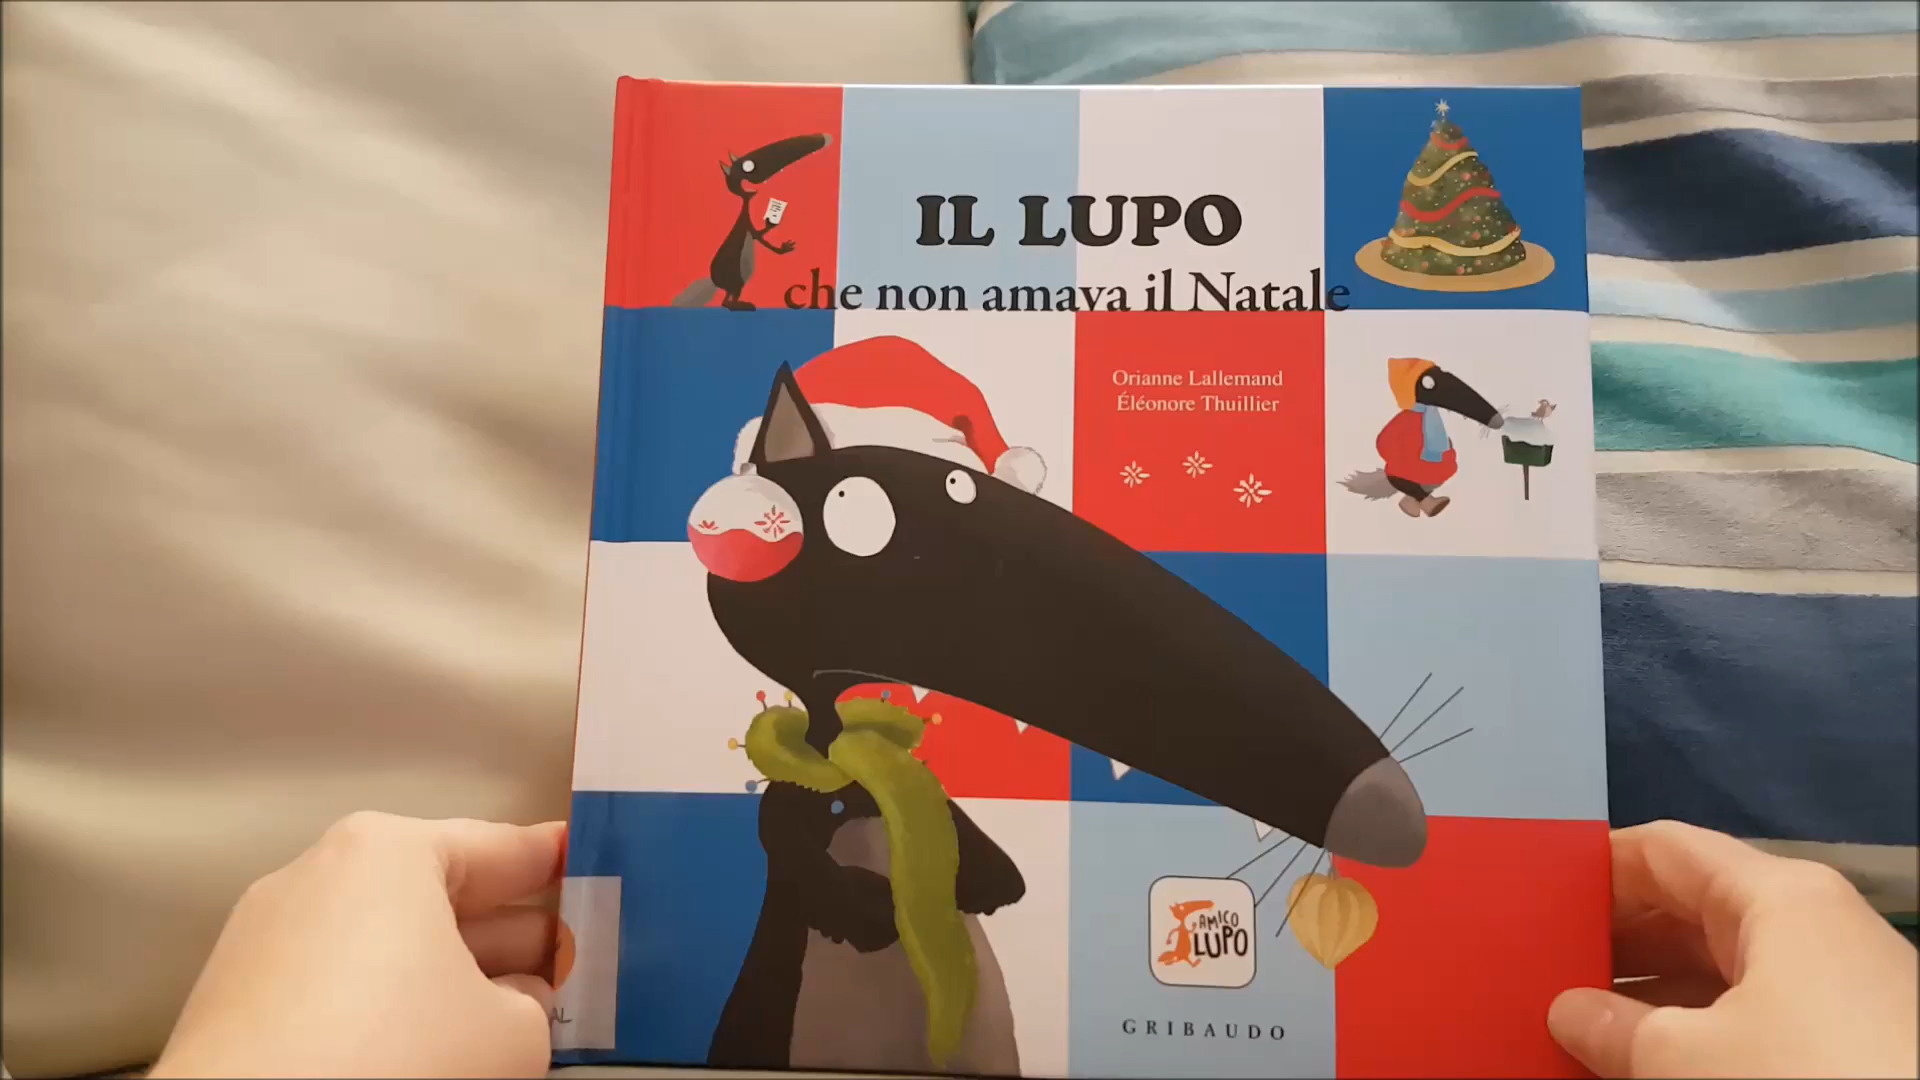 IL LUPO
che non amava il Natale
Orianne Lallemand
Éléonore Thuillier
AMICO
LUPO
GRIBAUDO